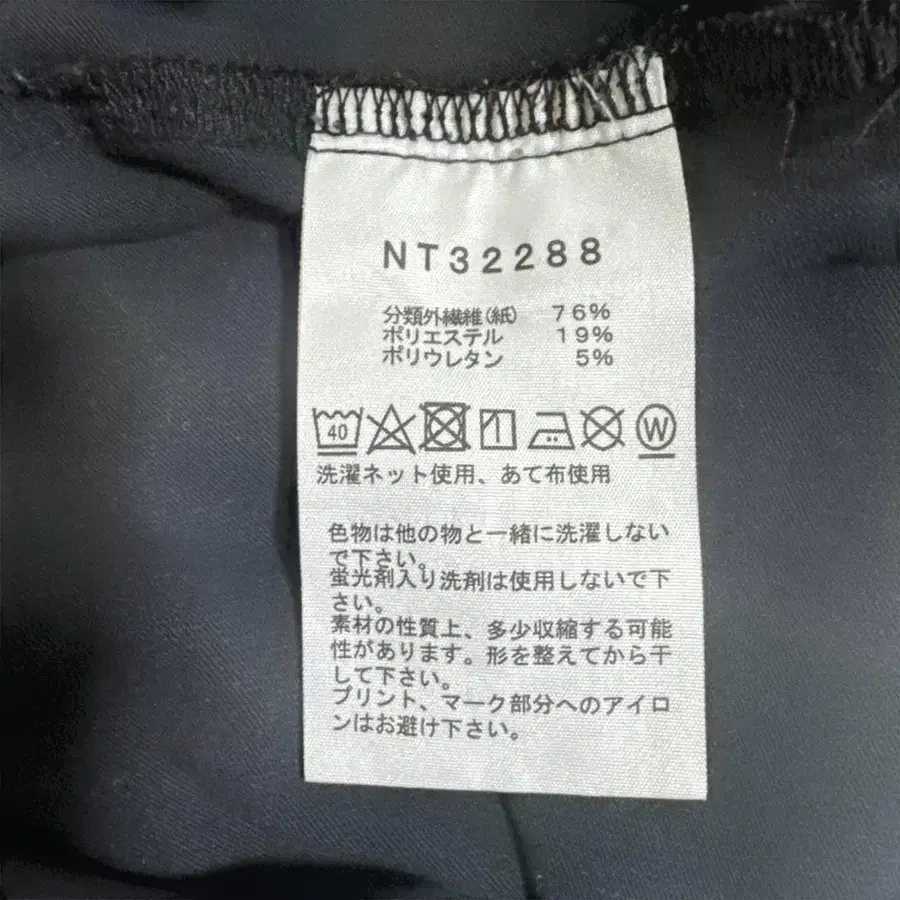 NT32288
分類外繊維(紙) 76%
ポリエステル 19%
ポリウレタン 5%
40 W
洗濯ネット使用、あて布使用
色物は他の物と一緒に洗濯しない
で下さい。
蛍光剤入り洗剤は使用しないで下
さい。
素材の性質上、多少収縮する可能
性があります。形を整えてから干
して下さい。
プリント、マーク部分へのアイロ
ンはお避け下さい。